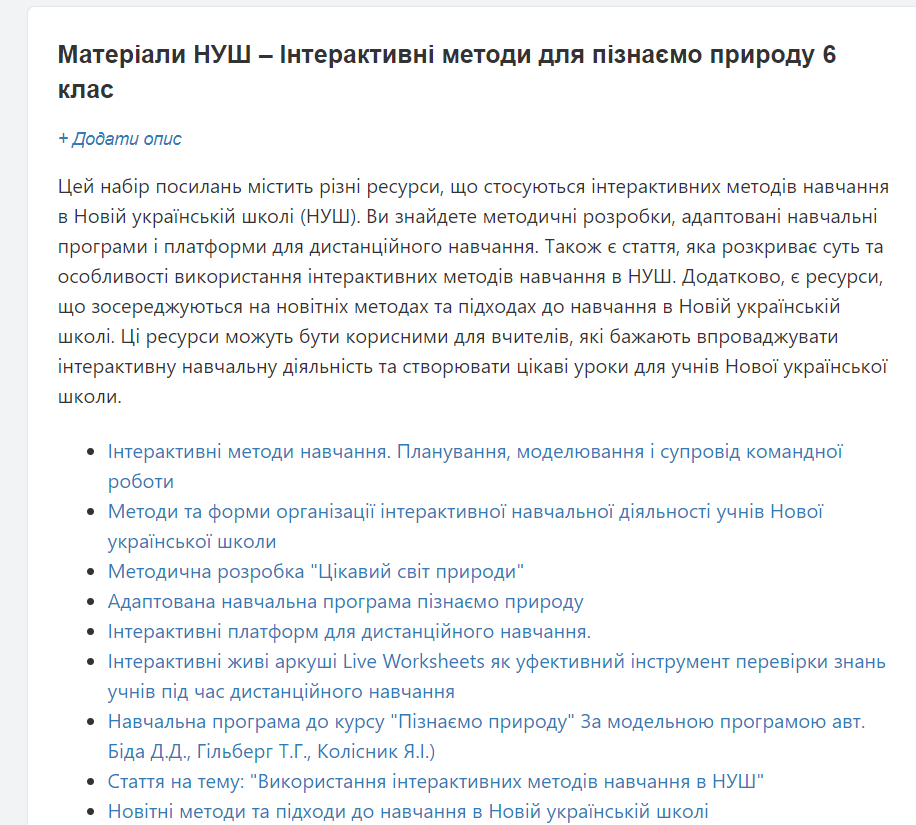 Матеріали НУШ – Інтерактивні методи для пізнаємо природу 6
клас
+ Додати опис
Цей набір посилань містить різні ресурси, що стосуються інтерактивних методів навчання
в Новій українській школі (НУШ). Ви знайдете методичні розробки, адаптовані навчальні
програми і платформи для дистанційного навчання. Також є стаття, яка розкриває суть та
особливості використання інтерактивних методів навчання в НУШ. Додатково, є ресурси,
що зосереджуються на новітніх методах та підходах до навчання в Новій українській
школі. Ці ресурси можуть бути корисними для вчителів, які бажають впроваджувати
інтерактивну навчальну діяльність та створювати цікаві уроки для учнів Нової української
школи.
• Інтерактивні методи навчання. Планування, моделювання і супровід командної
роботи
• Методи та форми організації інтерактивної навчальної діяльності учнів Нової
української школи
• Методична розробка "Цікавий світ природи"
• Адаптована навчальна програма пізнаємо природу
• Інтерактивні платформ для дистанційного навчання.
• Інтерактивні живі аркуші Live Worksheets як уфективний інструмент перевірки знань
учнів під час дистанційного навчання
• Навчальна програма до курсу "Пізнаємо природу" За модельною програмою авт.
Біда Д.Д., Гільберг Т.Г., Колісник Я.І.)
• Стаття на тему: "Використання інтерактивних методів навчання в НУШ"
• Новітні методи та підходи до навчання в Новій українській школі